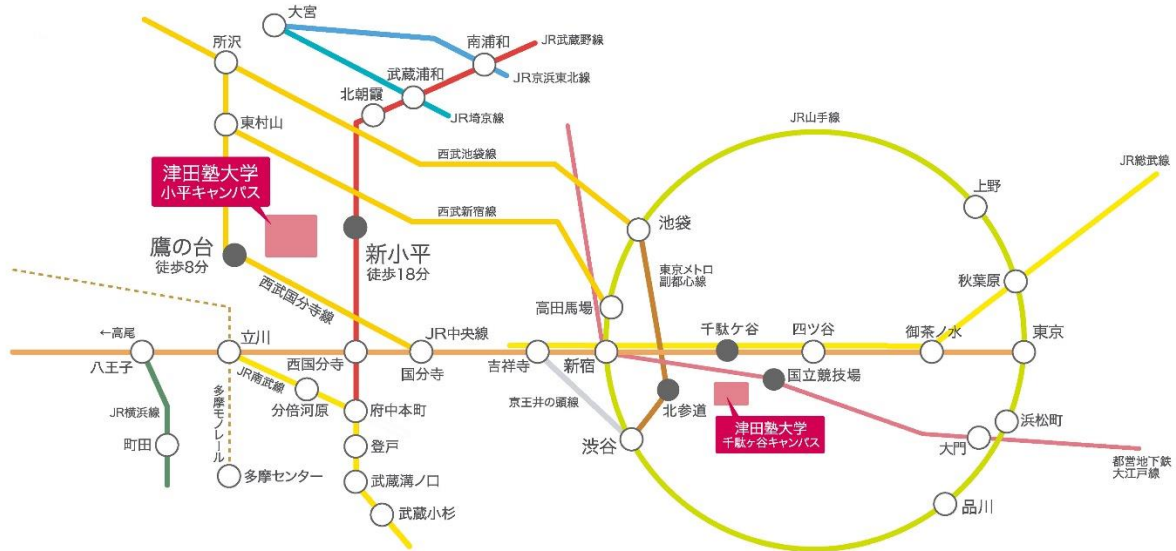 大宮
所沢
南浦和
JR武蔵野線
武蔵浦和
JR京浜東北線
北朝霞
JR埼京線
東村山
JR山手線
西武池袋線
JR総武線
津田塾大学
小平キャンパス
上野
西武新宿線
池袋
鷹の台
徒歩8分
新小平
徒歩18分
東京メトロ
副都心線
秋葉原
西武国分寺線
高田馬場
←高尾
立川
JR中央線
千駄ケ谷
四ツ谷
御茶ノ水
東京
八王子
西国分寺
国分寺
吉祥寺
新宿
国立競技場
JR南武線
JR横浜線
多摩モノレール
分倍河原
府中本町
京王井の頭線
北参道
津田塾大学
千駄ヶ谷キャンパス
浜松町
町田
登戸
渋谷
大門
都営地下鉄
大江戸線
多摩センター
武蔵溝ノ口
武蔵小杉
品川